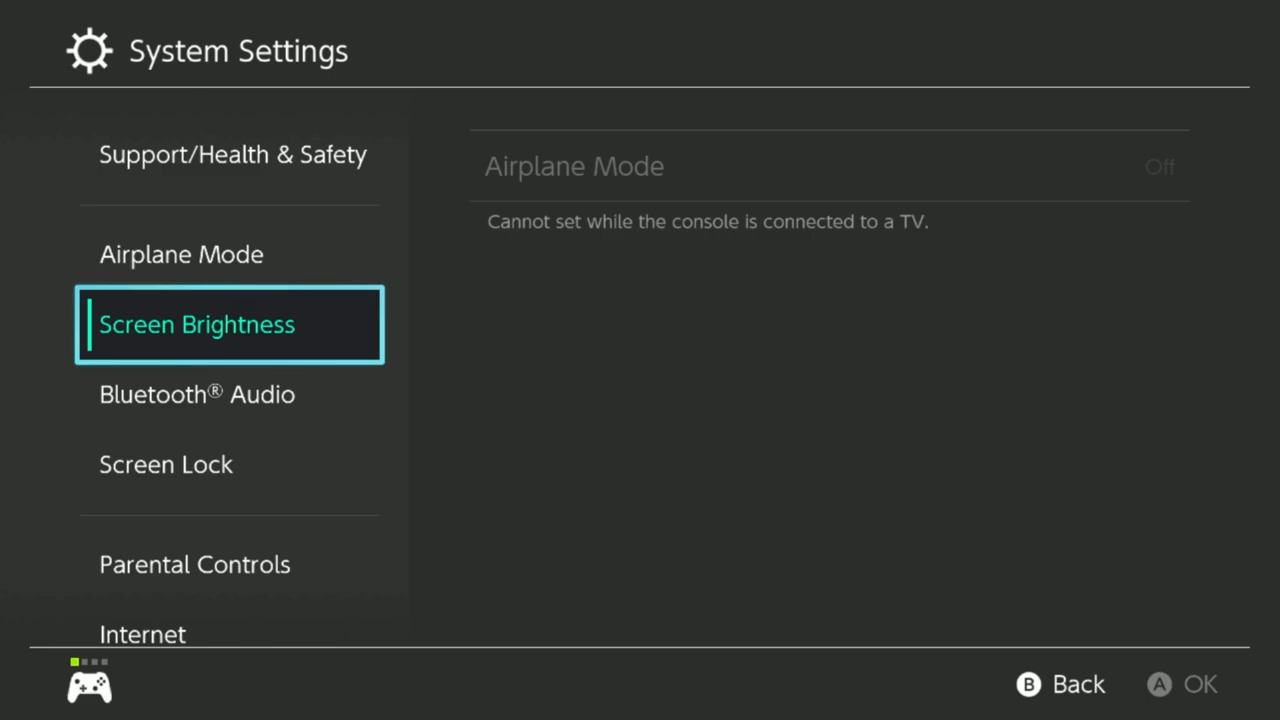 System Settings
Support/Health & Safety
Airplane Mode
Screen Brightness
Bluetooth® Audio
Screen Lock
Parental Controls
Internet
Airplane Mode Off
Cannot set while the console is connected to a TV.
B Back A OK